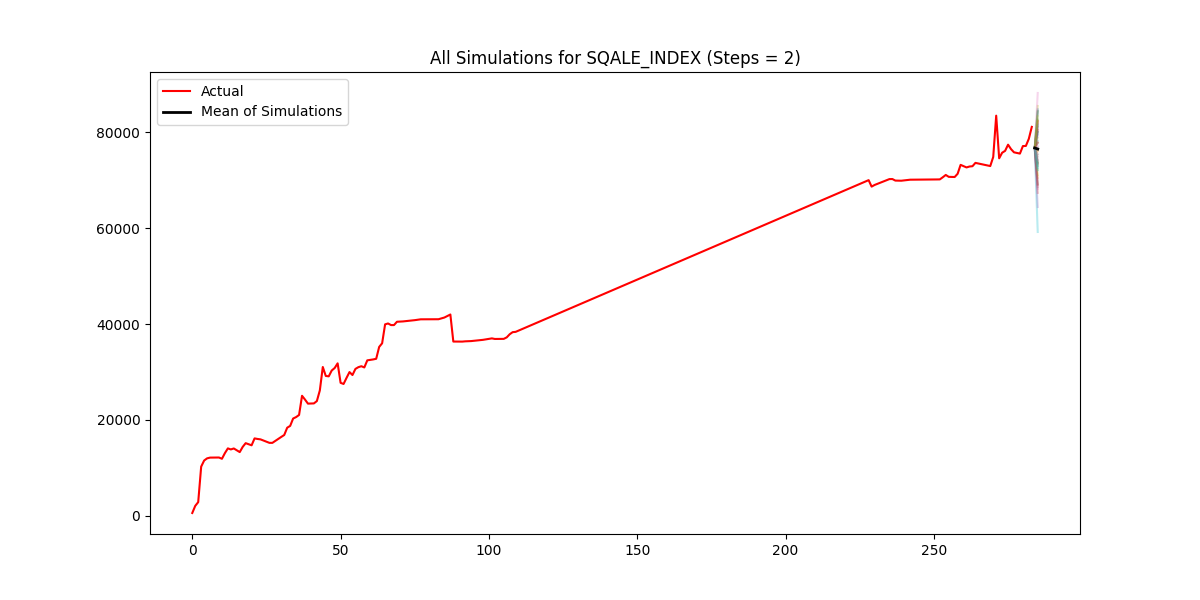 All Simulations for SQALE_INDEX (Steps = 2)
Actual
Mean of Simulations
80000
60000
40000
20000
0
0 50 100 150 200 250